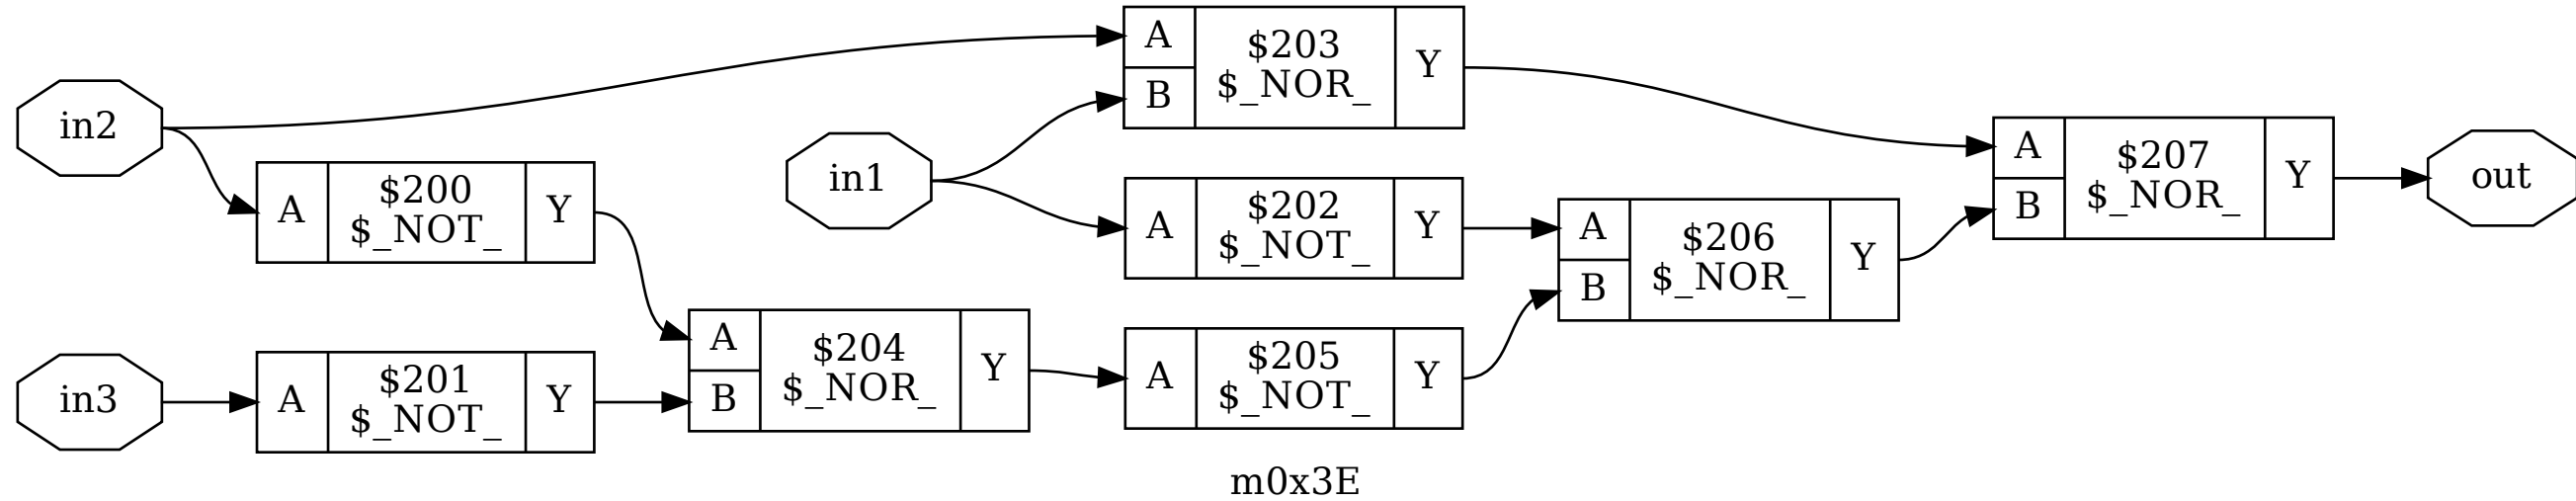 in2
A
$200
$_NOT_
Y
in3
A
$201
$_NOT_
Y
A
B
$204
$_NOR_
Y
in1
A
B
$203
$_NOR_
Y
A
$202
$_NOT_
Y
A
$205
$_NOT_
Y
A
B
$206
$_NOR_
Y
A
B
$207
$_NOR_
Y
out
m0x3E